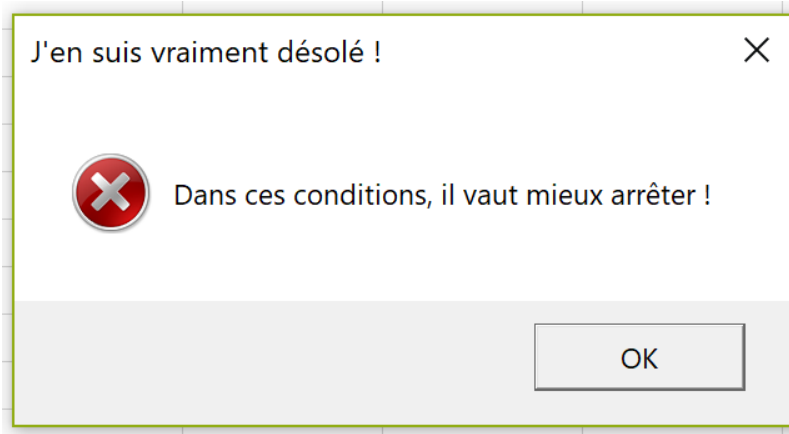 J'en suis vraiment désolé !
Dans ces conditions, il vaut mieux arrêter !
OK